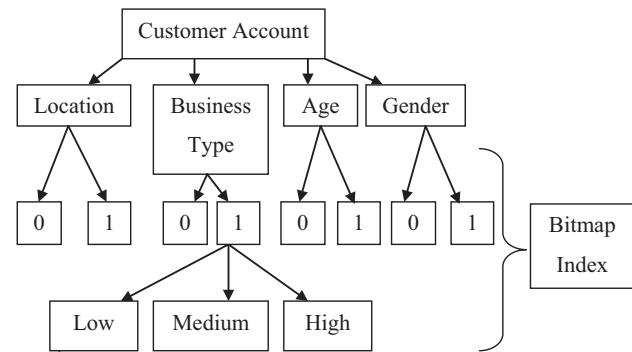 Customer Account
Location
Business
Type
Age
Gender
0
1
0
1
0
1
0
1
Bitmap
Index
Low
Medium
High